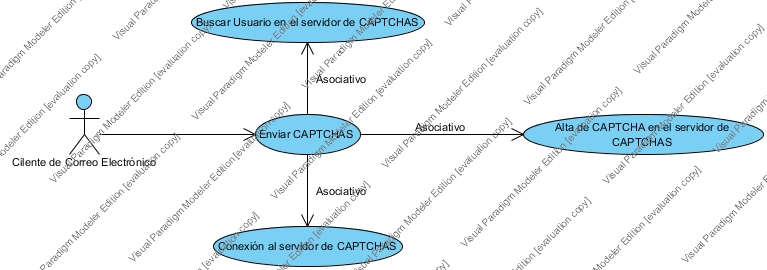 Buscar Usuario en el servidor de CAPTCHAS
Asociativo
Cilente de Correo Electrónico
Enviar CAPTCHAS
Asociativo
Alta de CAPTCHA en el servidor de
CAPTCHAS
Asociativo
Conexión al servidor de CAPTCHAS
Visual Paradigm Modeler Edition [evaluation copy]